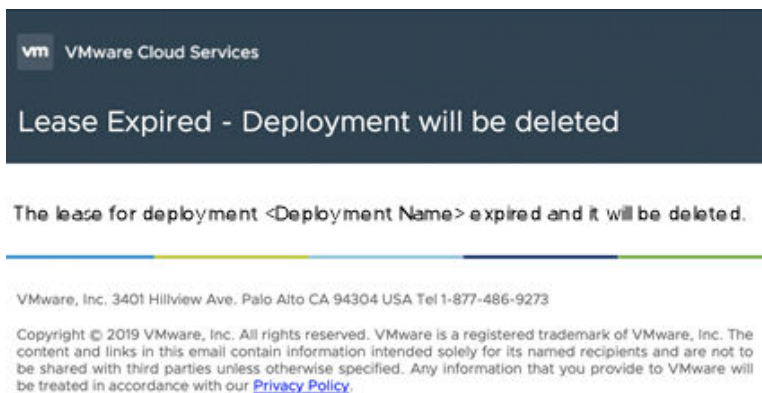 vm VMware Cloud Services
Lease Expired - Deployment will be deleted
The lease for deployment <Deployment Name> expired and it will be deleted.
VMware, Inc. 3401 Hillview Ave. Palo Alto CA 94304 USA Tel 1-877-486-9273
Copyright © 2019 VMware, Inc. All rights reserved. VMware is a registered trademark of VMware, Inc. The
content and links in this email contain information intended solely for its named recipients and are not to
be shared with third parties unless otherwise specified. Any information that you provide to VMware will
be treated in accordance with our Privacy Policy.